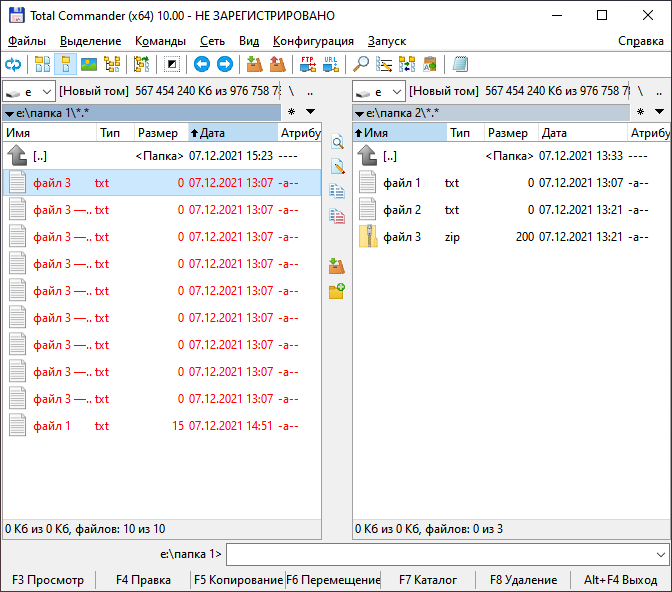 Total Commander (x64) 10.00 - НЕ ЗАРЕГИСТРИРОВАНО
Файлы Выделение Команды Сеть Вид Конфигурация Запуск Справка
FTP URL
e [Новый том] 567 454 240 Кб из 976 758 7 \ ..
e [Новый том] 567 454 240 Кб из 976 758 7 \ ..
e:\папка 1\*.* *
e:\папка 2\*.* *
Имя Тип Размер Дата Атрибу
[..] <Папка> 07.12.2021 15:23 ----
файл 3 txt 0 07.12.2021 13:07 -a--
файл 3 —.. txt 0 07.12.2021 13:07 -a--
файл 3 —.. txt 0 07.12.2021 13:07 -a--
файл 3 —.. txt 0 07.12.2021 13:07 -a--
файл 3 —.. txt 0 07.12.2021 13:07 -a--
файл 3 —.. txt 0 07.12.2021 13:07 -a--
файл 3 —.. txt 0 07.12.2021 13:07 -a--
файл 3 —.. txt 0 07.12.2021 13:07 -a--
файл 3 —.. txt 0 07.12.2021 13:07 -a--
файл 1 txt 15 07.12.2021 14:51 -a--
0 Кб из 0 Кб, файлов: 10 из 10
Имя Тип Размер Дата Атрибу
[..] <Папка> 07.12.2021 13:33 ----
файл 1 txt 0 07.12.2021 13:07 -a--
файл 2 txt 0 07.12.2021 13:21 -a--
файл 3 zip 200 07.12.2021 13:21 -a--
0 Кб из 0 Кб, файлов: 0 из 3
e:\папка 1>
F3 Просмотр F4 Правка F5 Копирование F6 Перемещение F7 Каталог F8 Удаление Alt+F4 Выход